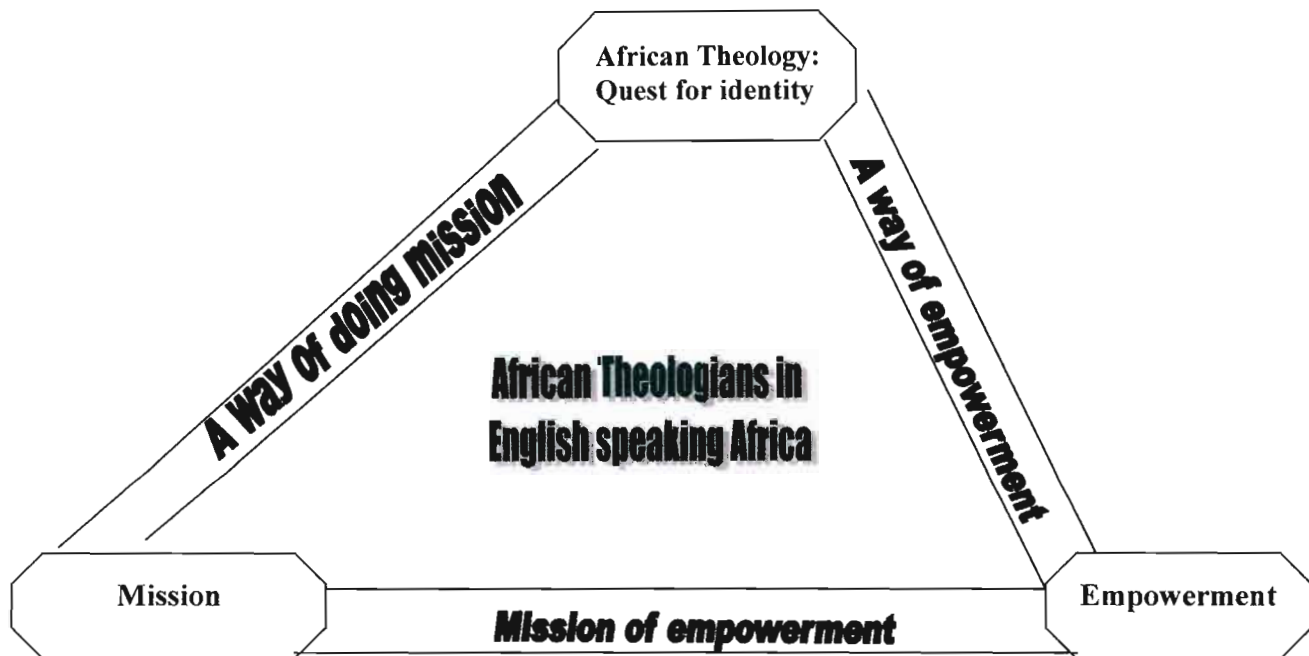 African Theology:
Quest for identity
A way of doing mission
A way of empowerment
African Theologians in
English speaking Africa
Mission
Empowerment
Mission of empowerment